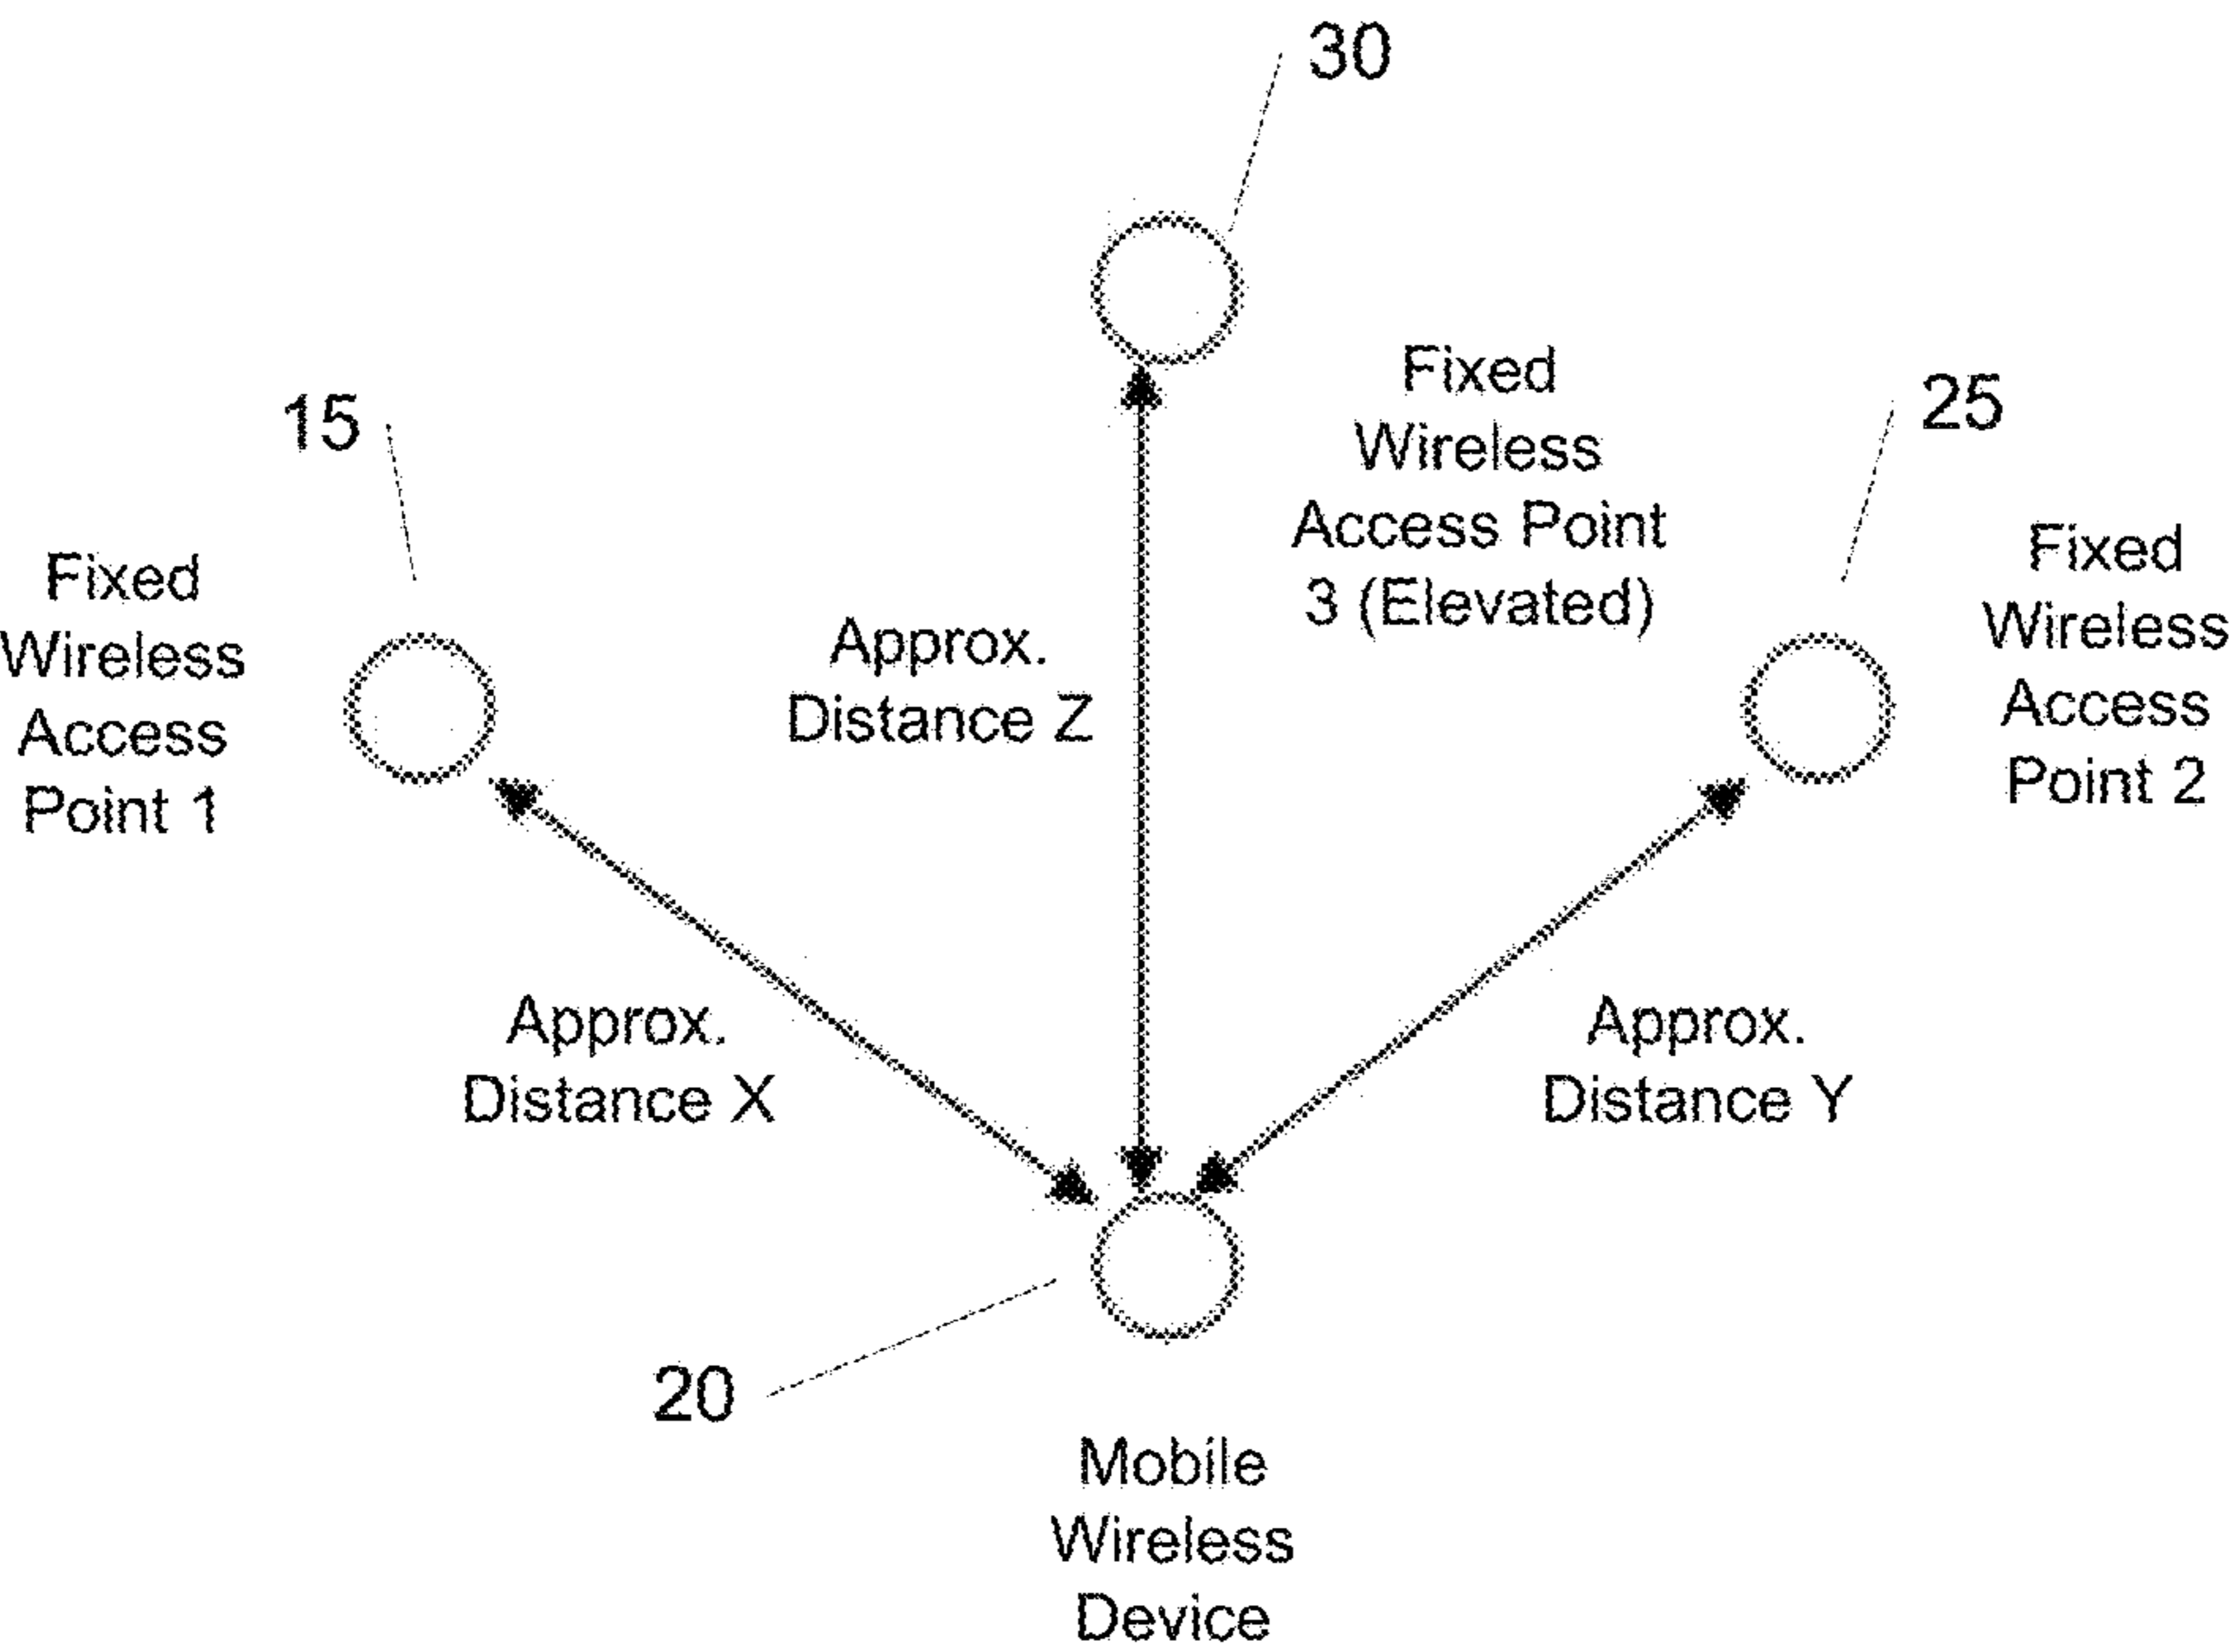 30
Fixed
Wireless
Access Point
3 (Elevated)
15
25
Fixed
Wireless
Access
Point 1
Fixed
Wireless
Access
Point 2
Approx.
Distance Z
Approx.
Distance X
Approx.
Distance Y
20
Mobile
Wireless
Device